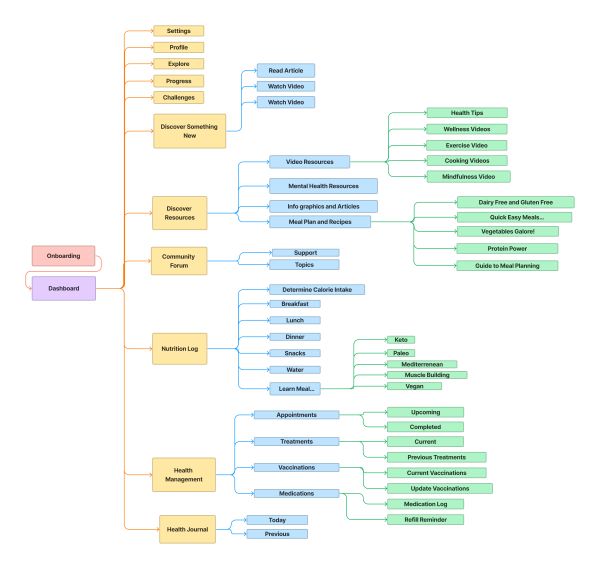 Settings
Profile
Explore
Progress
Challenges
Discover Something
New
Read Article
Watch Video
Watch Video
Discover
Resources
Video Resources
Health Tips
Wellness Videos
Exercise Video
Cooking Videos
Mindfulness Video
Mental Health Resources
Info graphics and Articles
Meal Plan and Recipes
Dairy Free and Gluten Free
Quick Easy Meals...
Vegetables Galore!
Protein Power
Guide to Meal Planning
Onboarding
Dashboard
Community
Forum
Support
Topics
Nutrition Log
Determine Calorie Intake
Breakfast
Lunch
Dinner
Snacks
Water
Learn Meal...
Keto
Paleo
Mediterrenean
Muscle Building
Vegan
Health
Management
Appointments
Upcoming
Completed
Treatments
Current
Previous Treatments
Vaccinations
Current Vaccinations
Update Vaccinations
Medications
Medication Log
Refill Reminder
Health Journal
Today
Previous